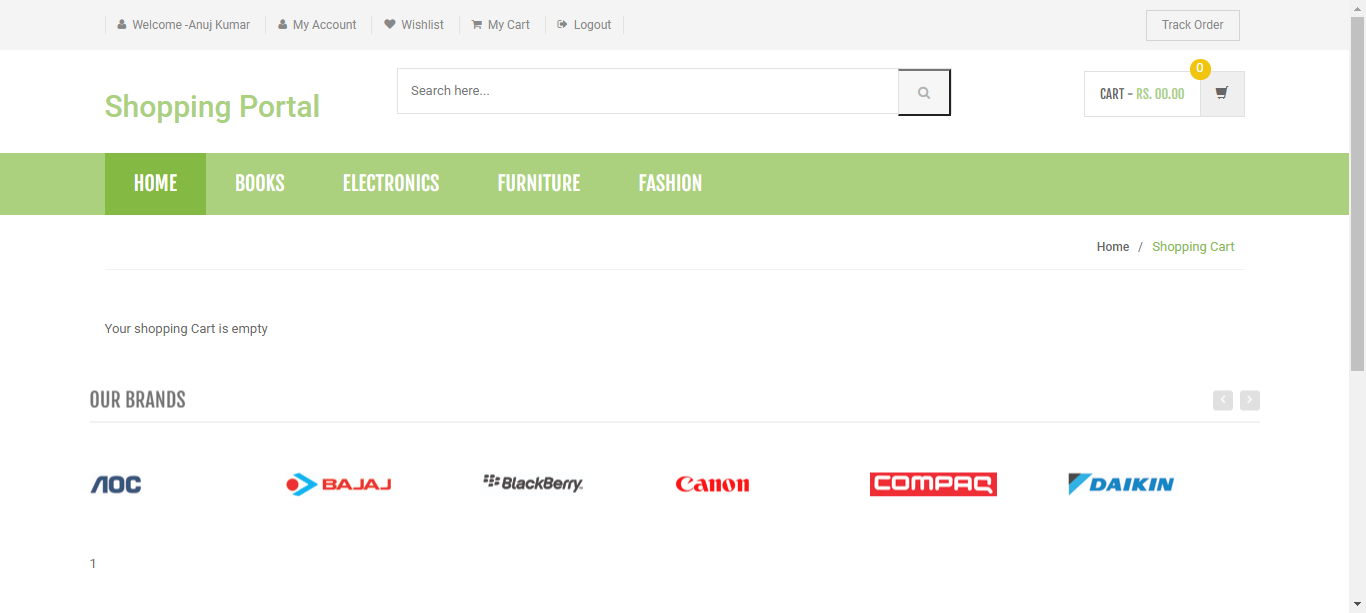 Welcome -Anuj Kumar
My Account
Wishlist
My Cart
Logout
Track Order
Shopping Portal
Search here...
0
CART - RS. 00.00
HOME
BOOKS
ELECTRONICS
FURNITURE
FASHION
Home / Shopping Cart
Your shopping Cart is empty
OUR BRANDS
AOC
BAJAJ
BlackBerry.
Canon
COMPAQ
DAIKIN
1